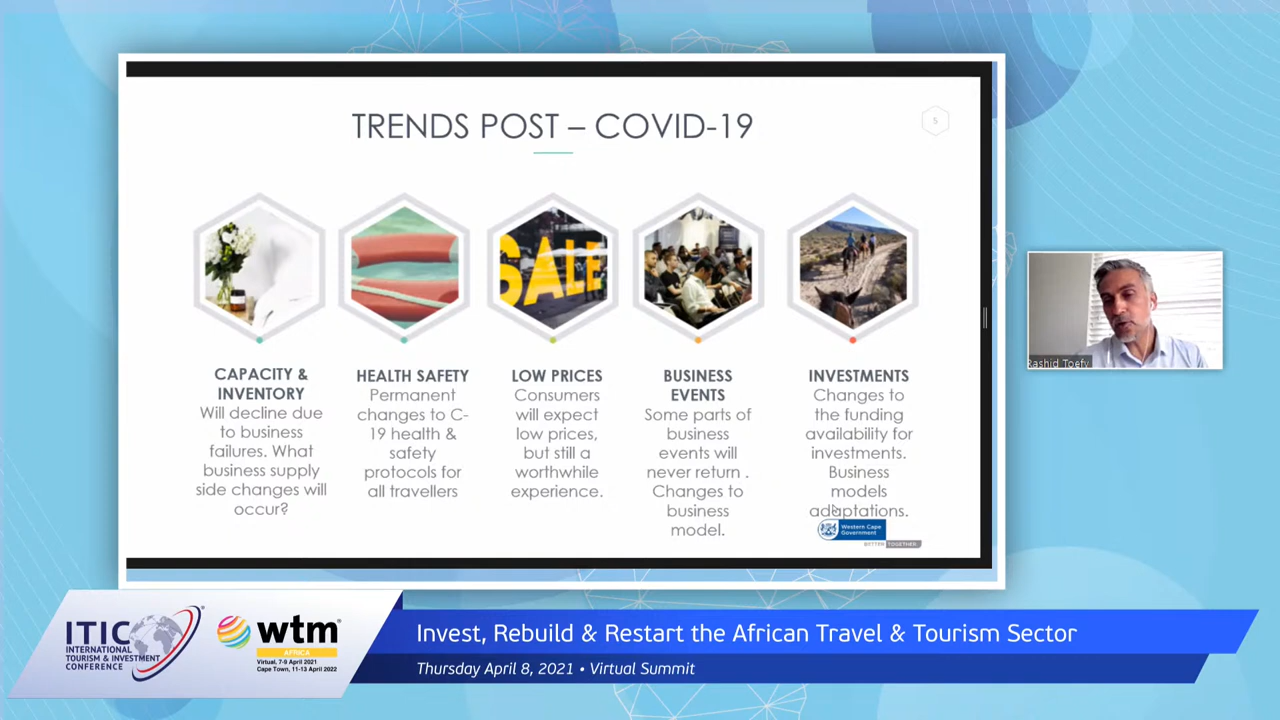 TRENDS POST – COVID-19
5
SALE
CAPACITY &
INVENTORY
Will decline due
to business
failures. What
business supply
side changes will
occur?
HEALTH SAFETY
Permanent
changes to C-
19 health &
safety
protocols for
all travellers
LOW PRICES
Consumers
will expect
low prices,
but still a
worthwhile
experience.
BUSINESS
EVENTS
Some parts of
business
events will
never return .
Changes to
business
model.
INVESTMENTS
Changes to
the funding
availability for
investments.
Business
models
adaptations.
Western Cape
Government
BETTER TOGETHER.
Rashid Toefy
ITIC
INTERNATIONAL
TOURISM & INVESTMENT
CONFERENCE
wtm
AFRICA
Virtual, 7-9 April 2021
Cape Town, 11-13 April 2022
Invest, Rebuild & Restart the African Travel & Tourism Sector
Thursday April 8, 2021 • Virtual Summit